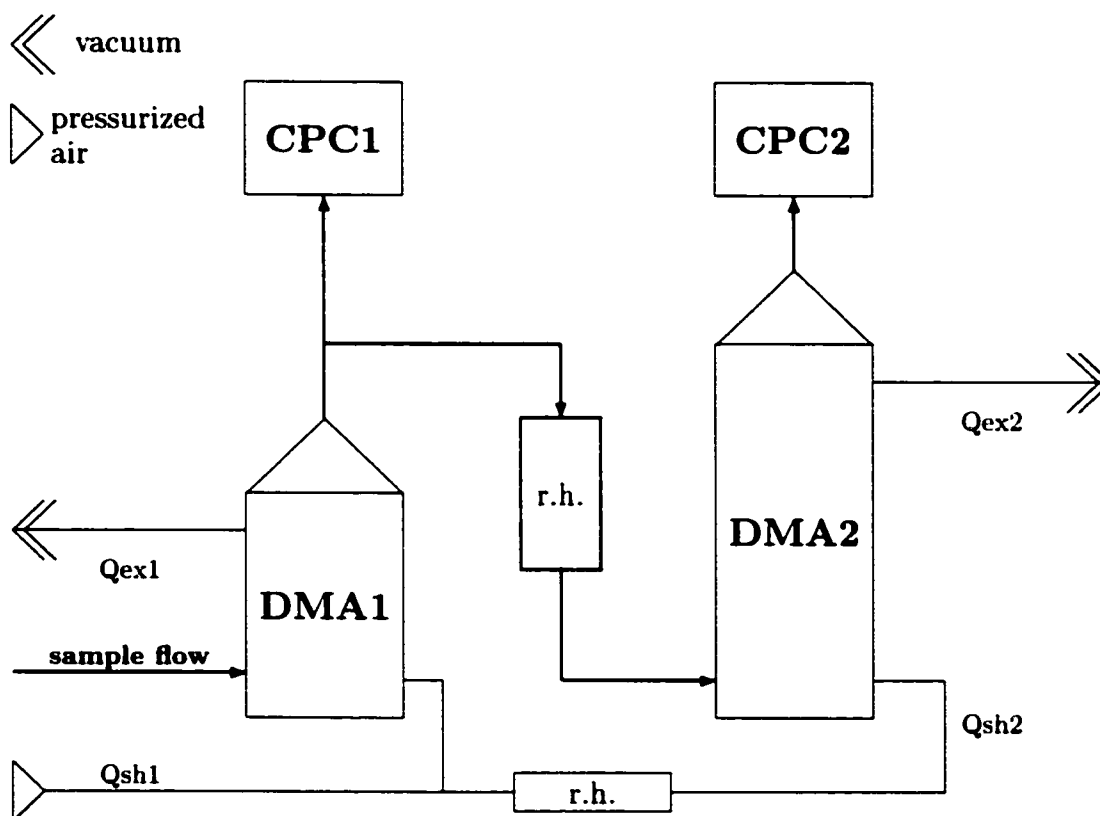 vacuum
pressurized
air
CPC1
CPC2
r.h.
Qex2
DMA2
Qex1
DMA1
sample flow
Qsh2
Qsh1
r.h.